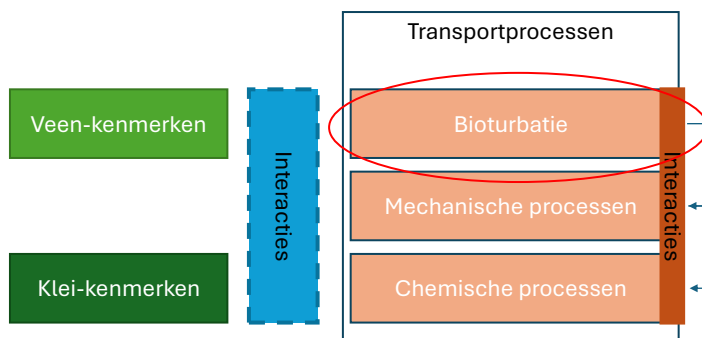 Transportprocessen
Veen-kenmerken
Interacties
Bioturbatie
Interacties
Mechanische processen
Klei-kenmerken
Chemische processen